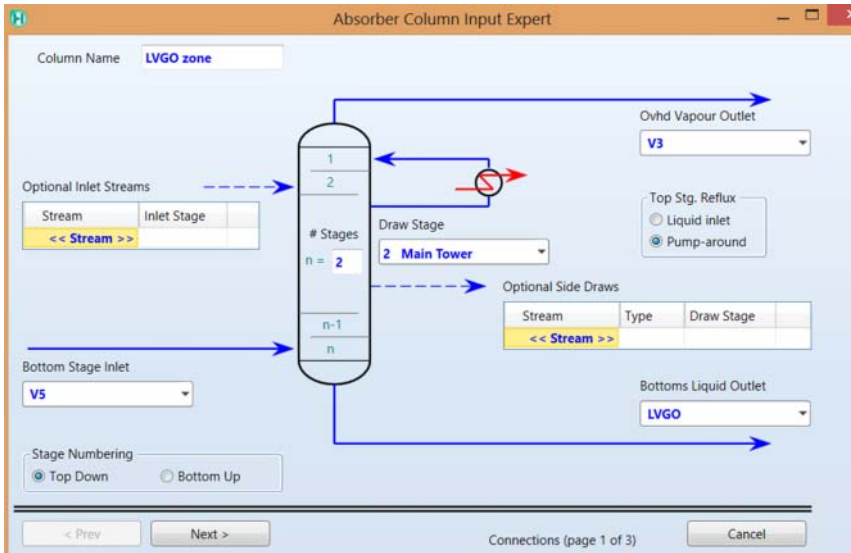 Absorber Column Input Expert
Column Name LVGO zone
Ovhd Vapour Outlet
V3
Optional Inlet Streams
Stream Inlet Stage
<< Stream >>
1
2
# Stages
n = 2
n-1
n
Top Stg. Reflux
Liquid inlet
Pump-around
Draw Stage
2 Main Tower
Optional Side Draws
Stream Type Draw Stage
<< Stream >>
Bottom Stage Inlet
V5
Bottoms Liquid Outlet
LVGO
Stage Numbering
Top Down Bottom Up
< Prev Next > Connections (page 1 of 3) Cancel